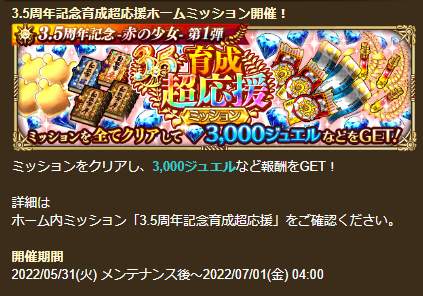 3.5周年記念育成超応援ホームミッション開催！
3.5周年記念 -赤の少女- 第1弾
3.5 育成
超応援
ミッション
ミッションを全てクリアして 3,000ジュエルなどをGET!
ミッションをクリアし、3,000ジュエルなど報酬をGET！
詳細は
ホーム内ミッション「3.5周年記念育成超応援」をご確認ください。
開催期間
2022/05/31(火) メンテナンス後～2022/07/01(金) 04:00